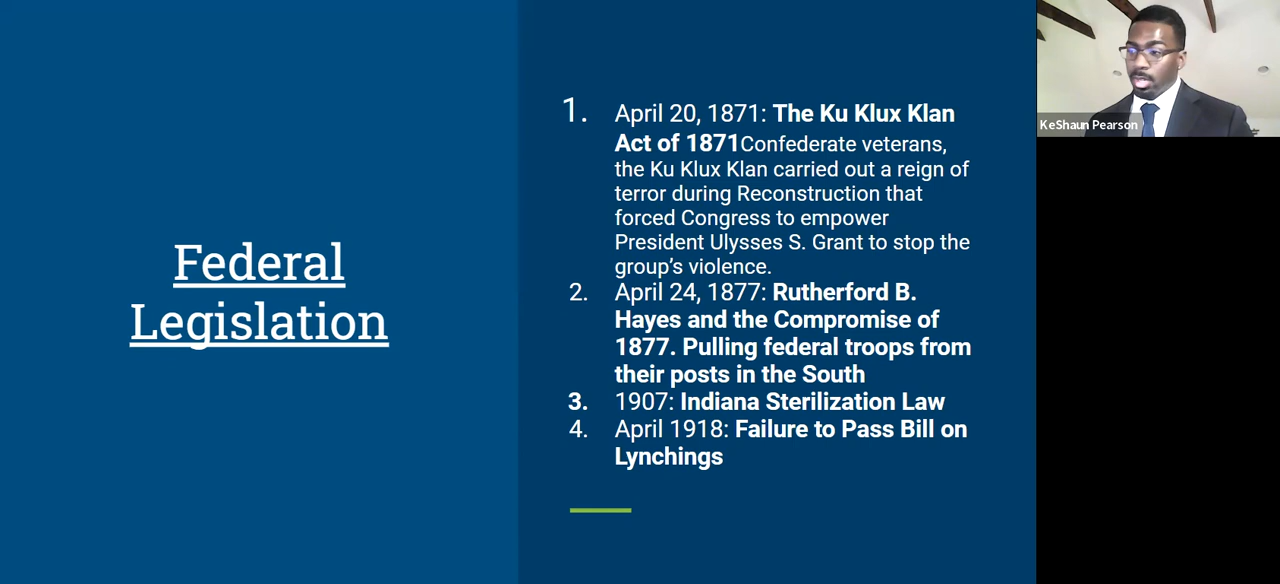 Federal
Legislation
1. April 20, 1871: The Ku Klux Klan
Act of 1871Confederate veterans,
the Ku Klux Klan carried out a reign of
terror during Reconstruction that
forced Congress to empower
President Ulysses S. Grant to stop the
group’s violence.
2. April 24, 1877: Rutherford B.
Hayes and the Compromise of
1877. Pulling federal troops from
their posts in the South
3. 1907: Indiana Sterilization Law
4. April 1918: Failure to Pass Bill on
Lynchings
KeShaun Pearson